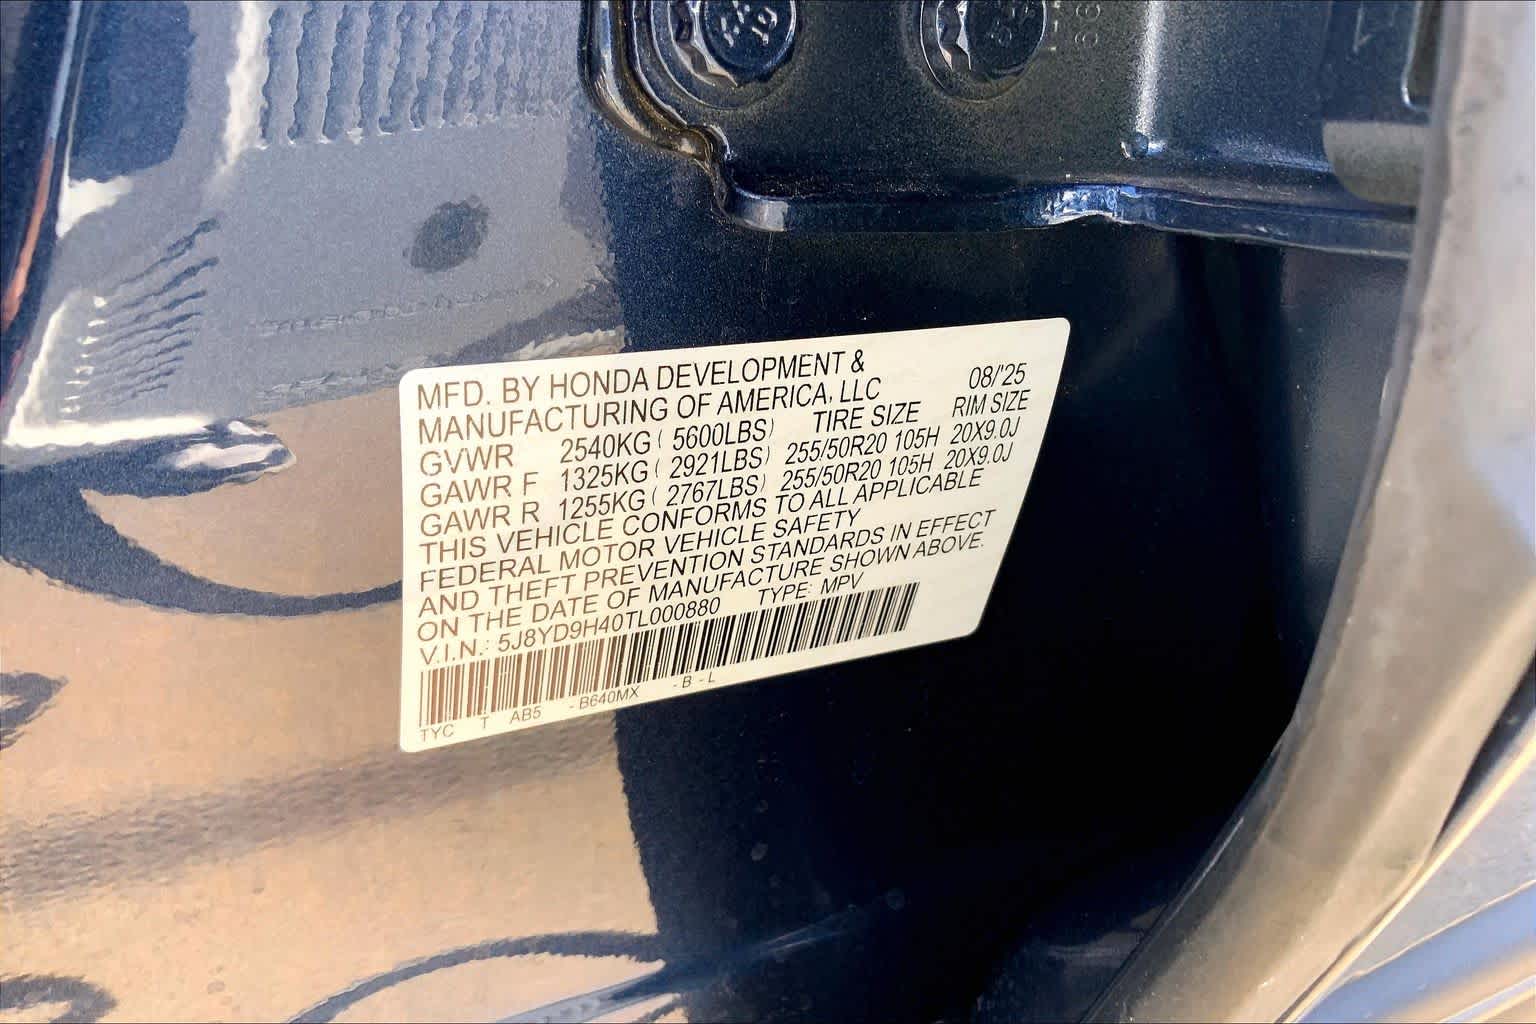 MFD. BY HONDA DEVELOPMENT &
MANUFACTURING OF AMERICA, LLC 08/'25
GVWR 2540KG ( 5600LBS) TIRE SIZE RIM SIZE
GAWR F 1325KG ( 2921LBS) 255/50R20 105H 20X9.0J
GAWR R 1255KG ( 2767LBS) 255/50R20 105H 20X9.0J
THIS VEHICLE CONFORMS TO ALL APPLICABLE
FEDERAL MOTOR VEHICLE SAFETY
AND THEFT PREVENTION STANDARDS IN EFFECT
ON THE DATE OF MANUFACTURE SHOWN ABOVE.
V.I.N.: 5J8YD9H40TL000880 TYPE: MPV
TYC T AB5 - B640MX - B - L